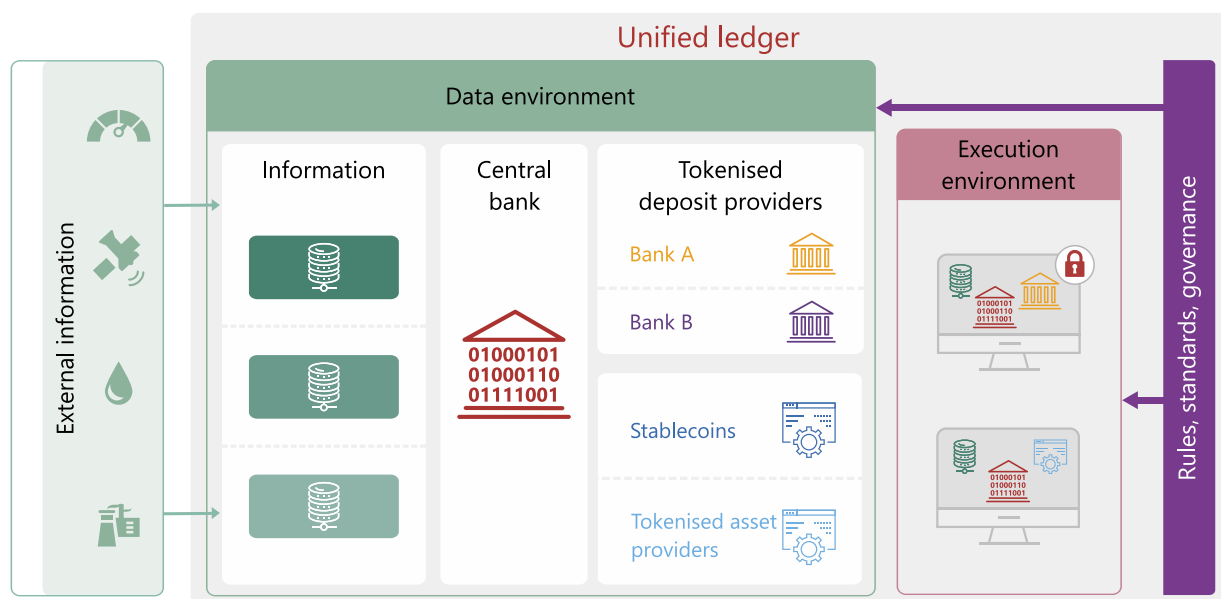 Unified ledger
External information
Data environment
Information
Central
bank
01000101
01000110
01111001
Tokenised
deposit providers
Bank A
Bank B
Stablecoins
Tokenised asset
providers
Execution
environment
01000101
01000110
01111001
01000101
01000110
01111001
Rules, standards, governance